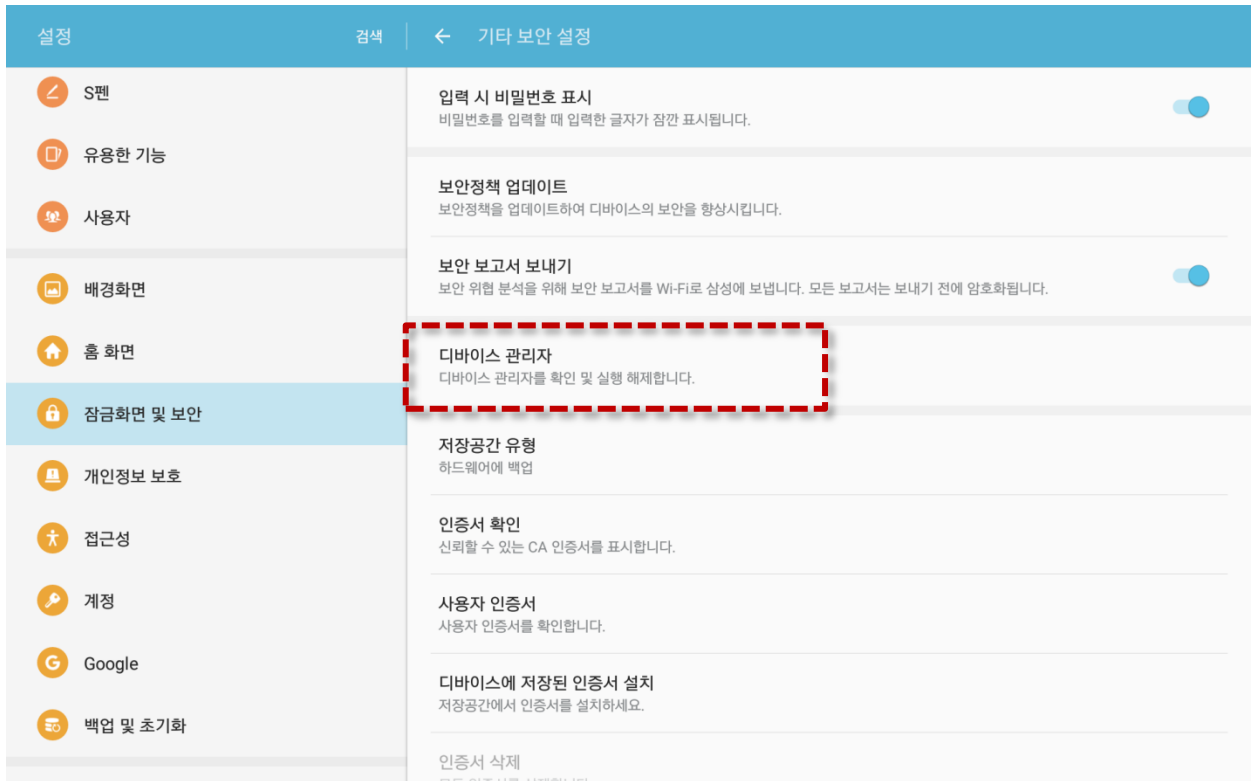 설정
검색
S펜
유용한 기능
사용자
배경화면
홈 화면
잠금화면 및 보안
개인정보 보호
접근성
계정
Google
백업 및 초기화
기타 보안 설정
입력 시 비밀번호 표시
비밀번호를 입력할 때 입력한 글자가 잠깐 표시됩니다.
보안정책 업데이트
보안정책을 업데이트하여 디바이스의 보안을 향상시킵니다.
보안 보고서 보내기
보안 위협 분석을 위해 보안 보고서를 Wi-Fi로 삼성에 보냅니다. 모든 보고서는 보내기 전에 암호화됩니다.
디바이스 관리자
디바이스 관리자를 확인 및 실행 해제합니다.
저장공간 유형
하드웨어에 백업
인증서 확인
신뢰할 수 있는 CA 인증서를 표시합니다.
사용자 인증서
사용자 인증서를 확인합니다.
디바이스에 저장된 인증서 설치
저장공간에서 인증서를 설치하세요.
인증서 삭제